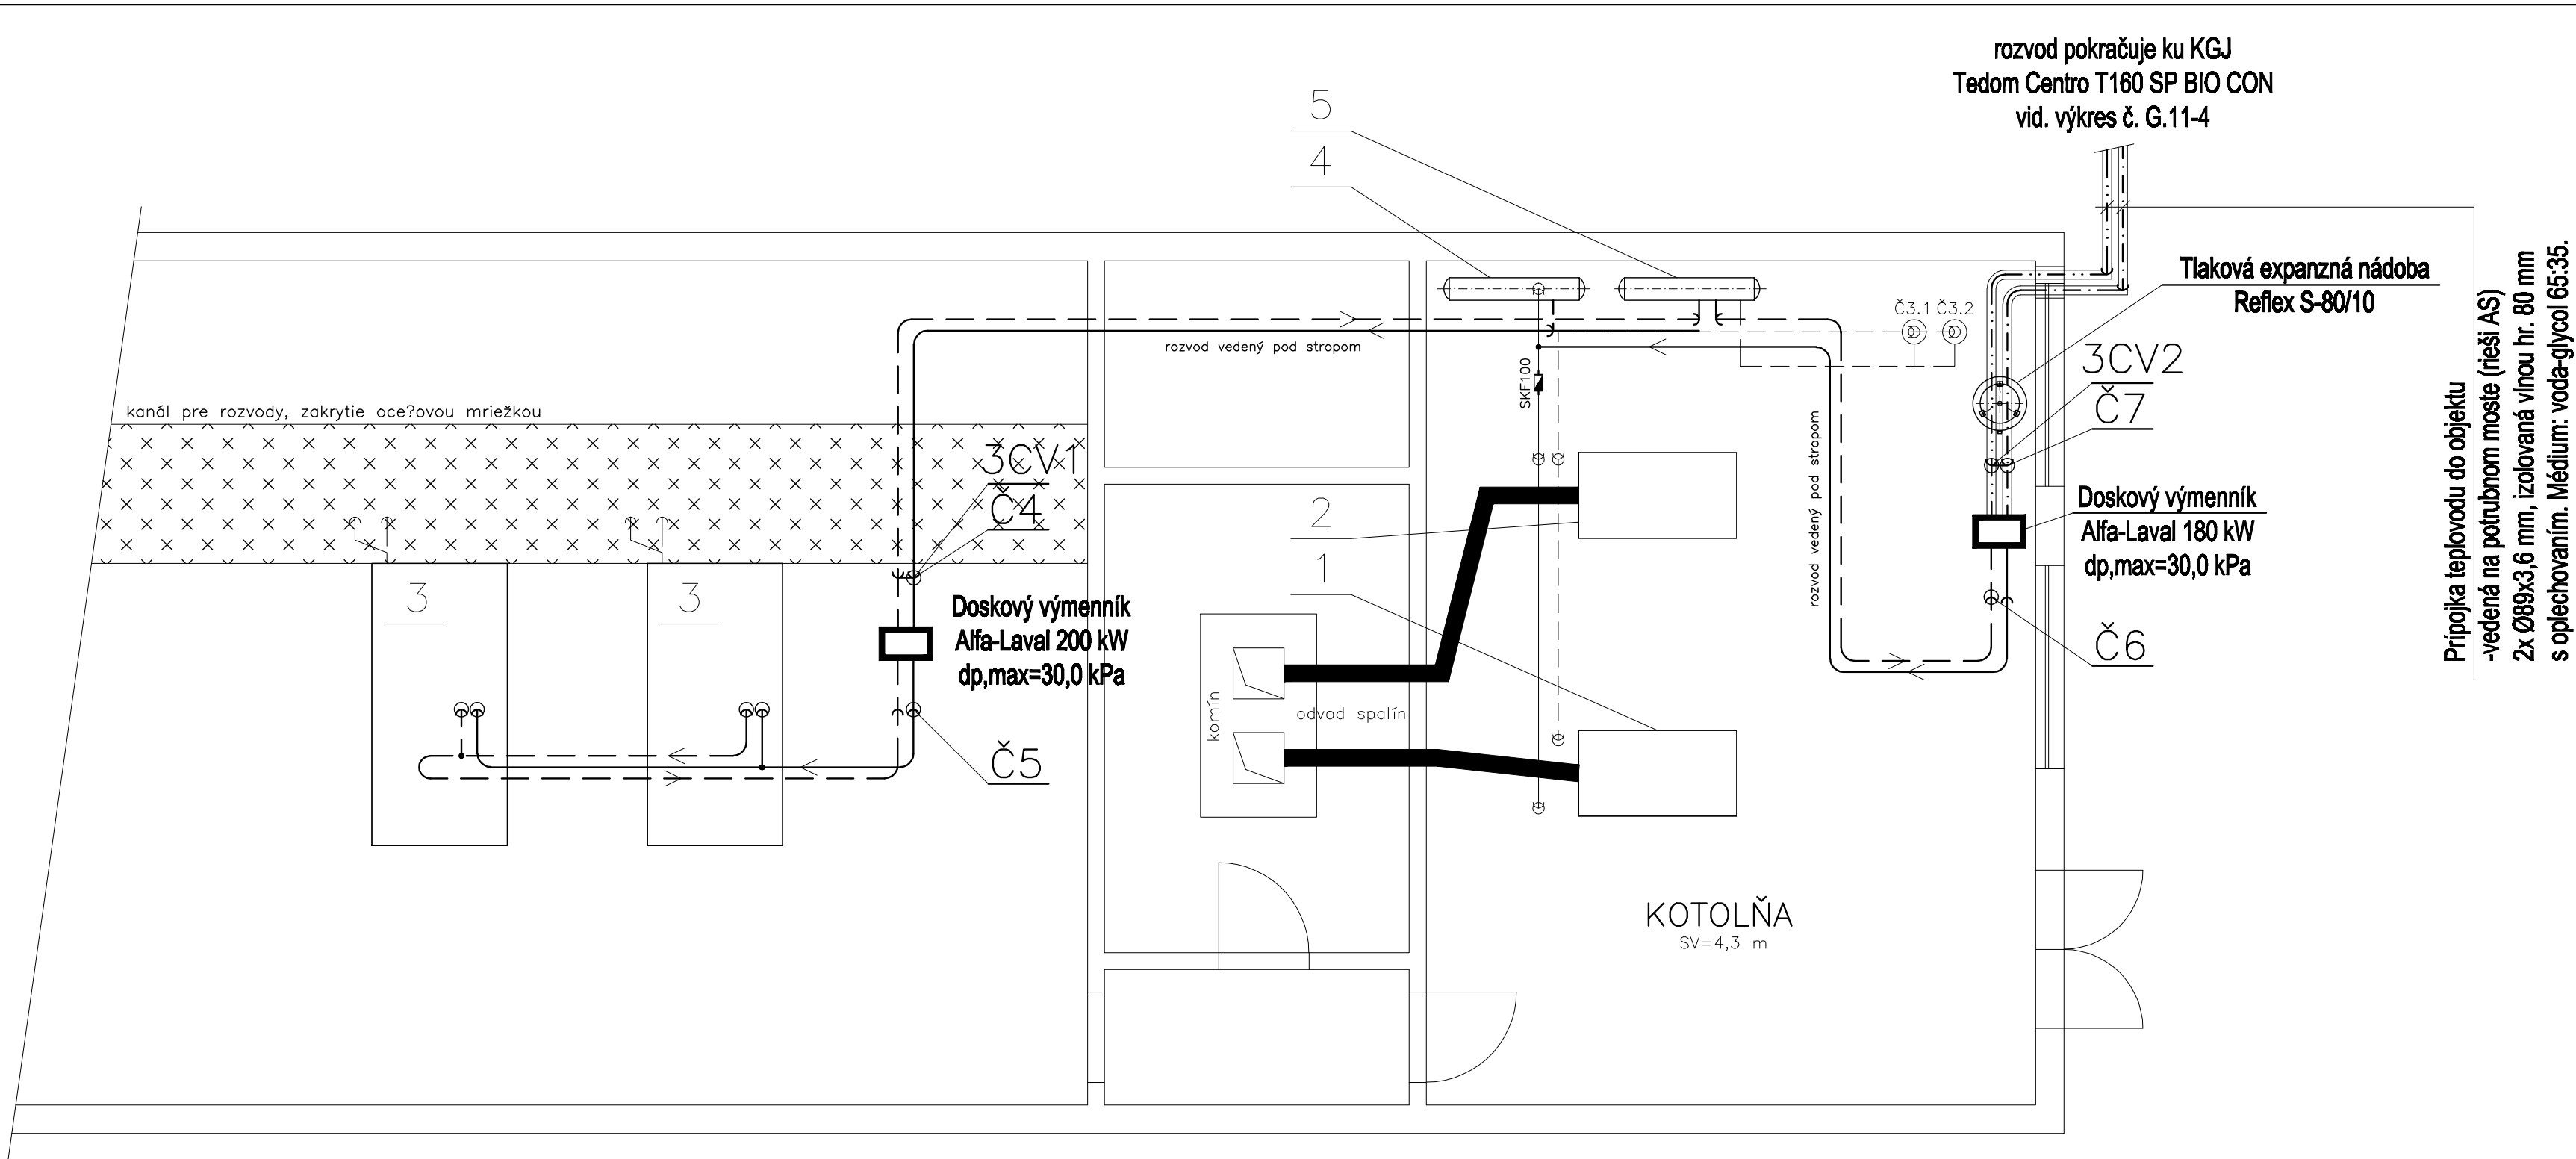 rozvod pokračuje ku KGJ
Tedom Centro T160 SP BIO CON
vid. výkres č. G.11-4
5
4
Tlaková expanzná nádoba
Reflex S-80/10
Č3.1 Č3.2
rozvod vedený pod stropom
SKF100
3CV2
Č7
kanál pre rozvody, zakrytie oce?ovou mriežkou
3CV1
Č4
2
1
rozvod vedený pod stropom
Doskový výmenník
Alfa-Laval 180 kW
dp,max=30,0 kPa
Prípojka teplovodu do objektu
-vedená na potrubnom moste (rieši AS)
2x Ø89x3,6 mm, izolovaná vlnou hr. 80 mm
s oplechovaním. Médium: voda-glycol 65:35.
3
3
Doskový výmenník
Alfa-Laval 200 kW
dp,max=30,0 kPa
Č6
komín
odvod spalín
Č5
KOTOLŇA
SV=4,3 m